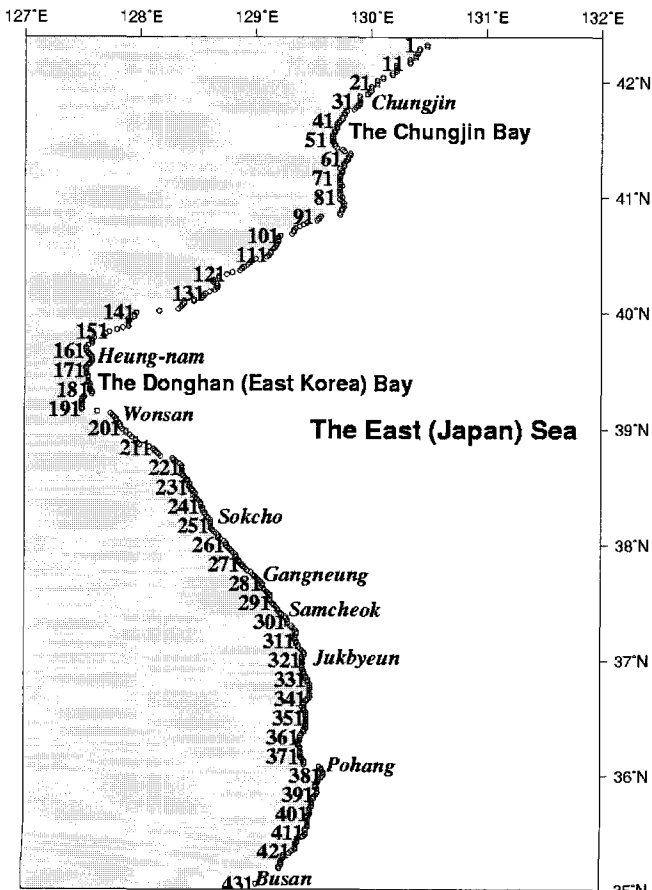 127°E 128°E 129°E 130°E 131°E 132°E
1
11
42°N
21
31 Chungjin
41 The Chungjin Bay
51
61
71
81 41°N
91
101
111
121
131
141 40°N
151
161 Heung-nam
171
181 The Donghan (East Korea) Bay
191 Wonsan
201 The East (Japan) Sea 39°N
211
221
231
241 Sokcho
251
261 38°N
271
281 Gangneung
291
301 Samcheok
311
321 Jukbyeun 37°N
331
341
351
361
371 Pohang
381 36°N
391
401
411
421
431 Busan 35°N